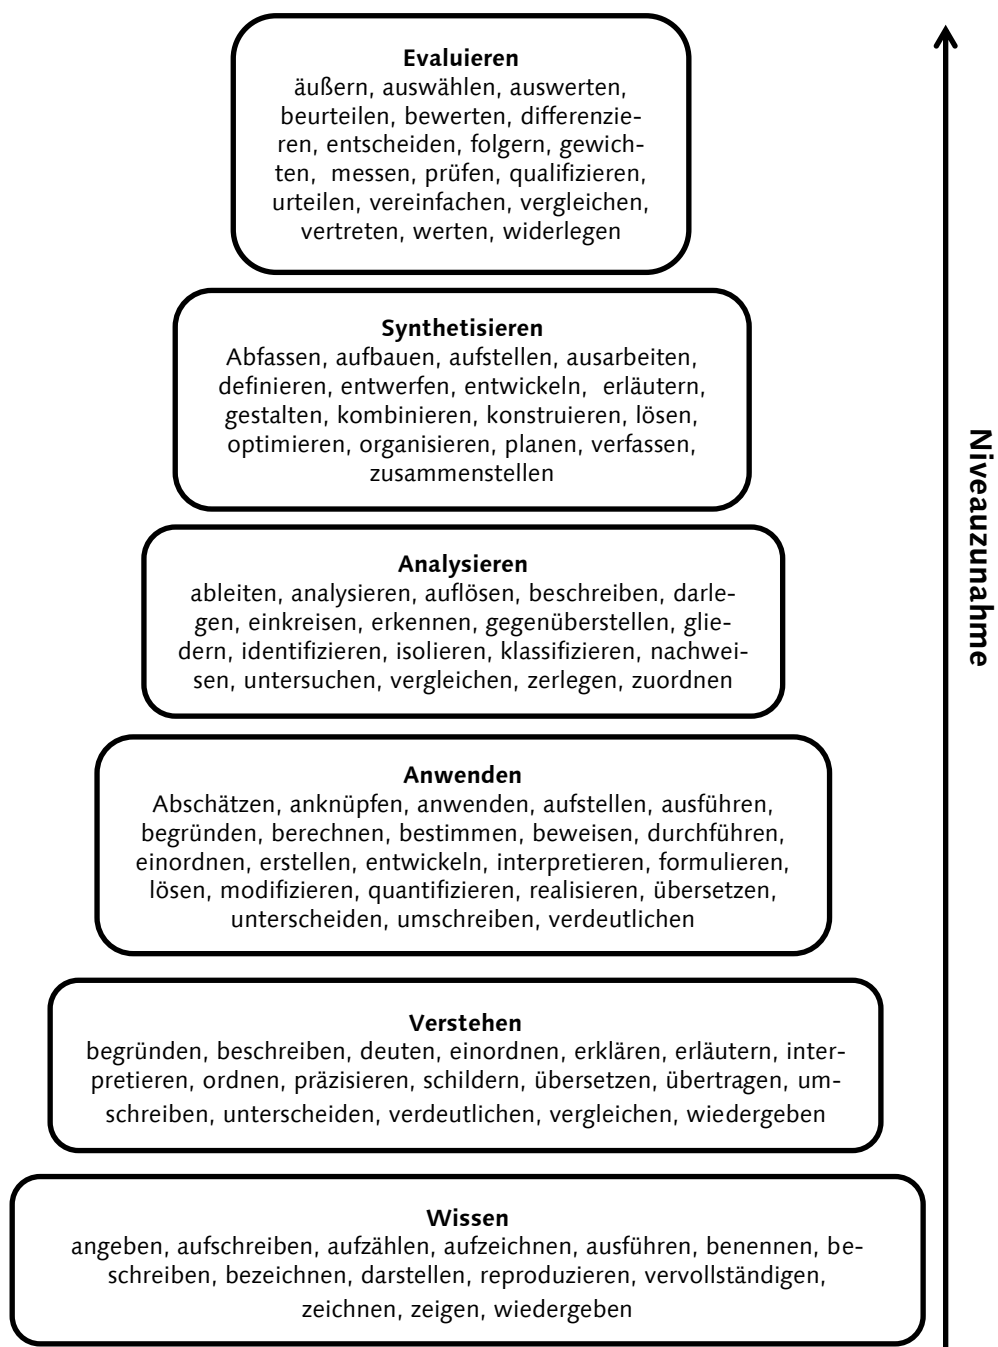 Evaluieren
äußern, auswählen, auswerten,
beurteilen, bewerten, differenzie-
ren, entscheiden, folgern, gewich-
ten, messen, prüfen, qualifizieren,
urteilen, vereinfachen, vergleichen,
vertreten, werten, widerlegen
Synthetisieren
Abfassen, aufbauen, aufstellen, ausarbeiten,
definieren, entwerfen, entwickeln, erläutern,
gestalten, kombinieren, konstruieren, lösen,
optimieren, organisieren, planen, verfassen,
zusammenstellen
Analysieren
ableiten, analysieren, auflösen, beschreiben, darle-
gen, einkreisen, erkennen, gegenüberstellen, glie-
dern, identifizieren, isolieren, klassifizieren, nachwei-
sen, untersuchen, vergleichen, zerlegen, zuordnen
Anwenden
Abschätzen, anknüpfen, anwenden, aufstellen, ausführen,
begründen, berechnen, bestimmen, beweisen, durchführen,
einordnen, erstellen, entwickeln, interpretieren, formulieren,
lösen, modifizieren, quantifizieren, realisieren, übersetzen,
unterscheiden, umschreiben, verdeutlichen
Verstehen
begründen, beschreiben, deuten, einordnen, erklären, erläutern, inter-
pretieren, ordnen, präzisieren, schildern, übersetzen, übertragen, um-
schreiben, unterscheiden, verdeutlichen, vergleichen, wiedergeben
Wissen
angeben, aufschreiben, aufzählen, aufzeichnen, ausführen, benennen, be-
schreiben, bezeichnen, darstellen, reproduzieren, vervollständigen,
zeichnen, zeigen, wiedergeben
Niveauzunahme